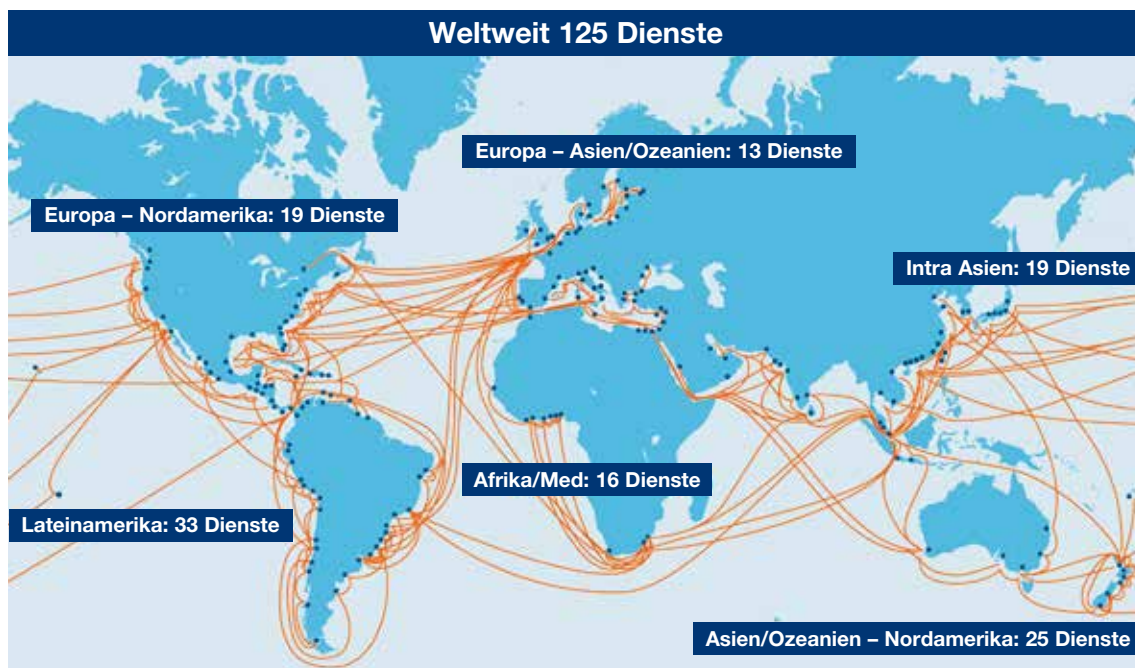 Weltweit 125 Dienste
Europa – Asien/Ozeanien: 13 Dienste
Europa – Nordamerika: 19 Dienste
Intra Asien: 19 Dienste
Afrika/Med: 16 Dienste
Lateinamerika: 33 Dienste
Asien/Ozeanien – Nordamerika: 25 Dienste